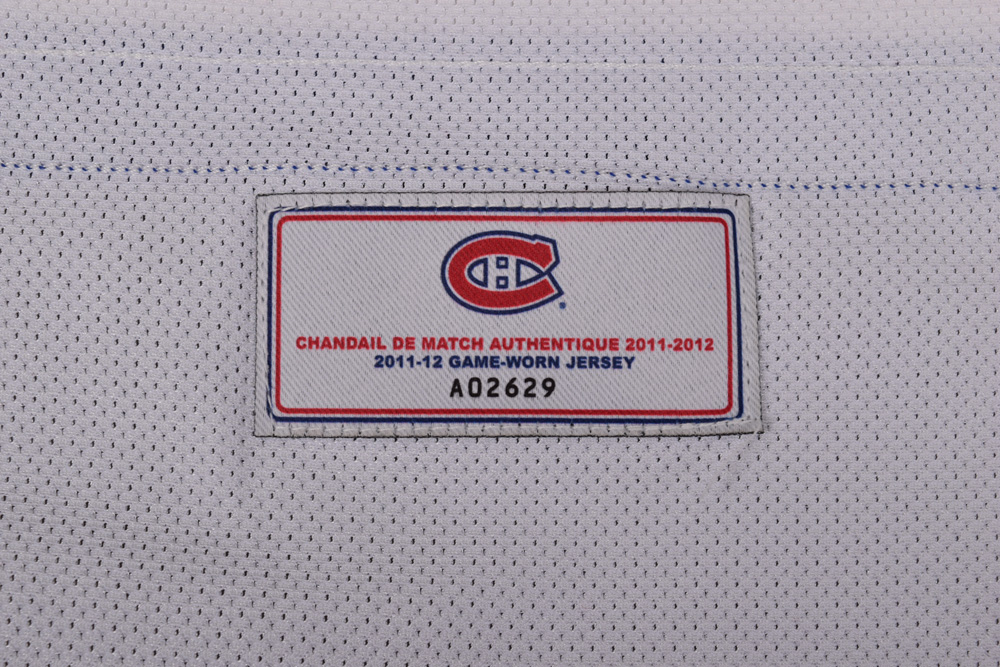 CHANDAIL DE MATCH AUTHENTIQUE 2011-2012
2011-12 GAME-WORN JERSEY
A02629